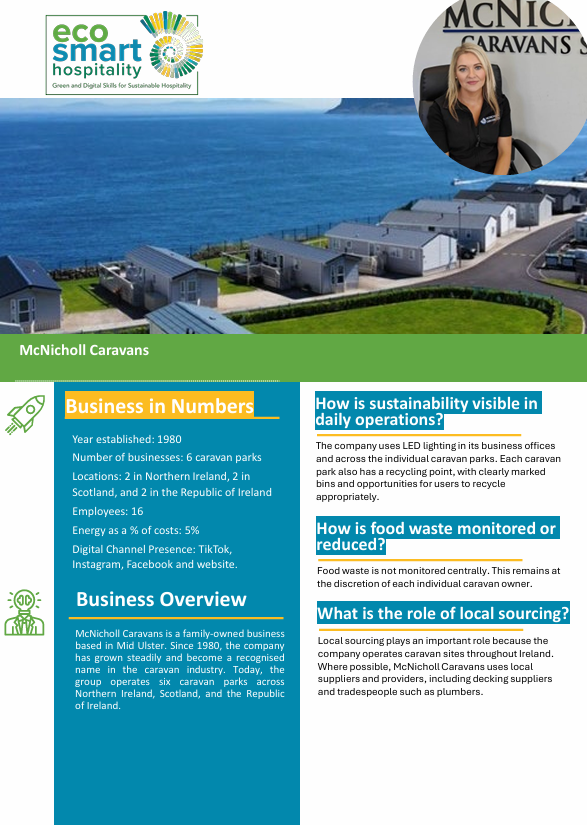 eco
smart
hospitality
Green and Digital Skills for Sustainable Hospitality
MCNIC
CARAVANS S
McNicholl Caravans
Business in Numbers
Year established: 1980
Number of businesses: 6 caravan parks
Locations: 2 in Northern Ireland, 2 in
Scotland, and 2 in the Republic of Ireland
Employees: 16
Energy as a % of costs: 5%
Digital Channel Presence: TikTok,
Instagram, Facebook and website.
Business Overview
McNicholl Caravans is a family-owned business
based in Mid Ulster. Since 1980, the company
has grown steadily and become a recognised
name in the caravan industry. Today, the
group operates six caravan parks across
Northern Ireland, Scotland, and the Republic
of Ireland.
How is sustainability visible in
daily operations?
The company uses LED lighting in its business offices
and across the individual caravan parks. Each caravan
park also has a recycling point, with clearly marked
bins and opportunities for users to recycle
appropriately.
How is food waste monitored or
reduced?
Food waste is not monitored centrally. This remains at
the discretion of each individual caravan owner.
What is the role of local sourcing?
Local sourcing plays an important role because the
company operates caravan sites throughout Ireland.
Where possible, McNicholl Caravans uses local
suppliers and providers, including decking suppliers
and tradespeople such as plumbers.